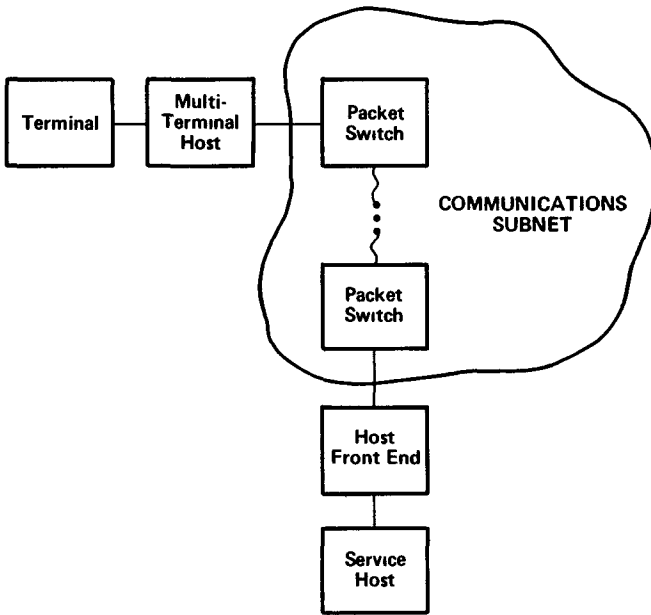 Terminal
Multi-
Terminal
Host
Packet
Switch
COMMUNICATIONS
SUBNET
Packet
Switch
Host
Front End
Service
Host